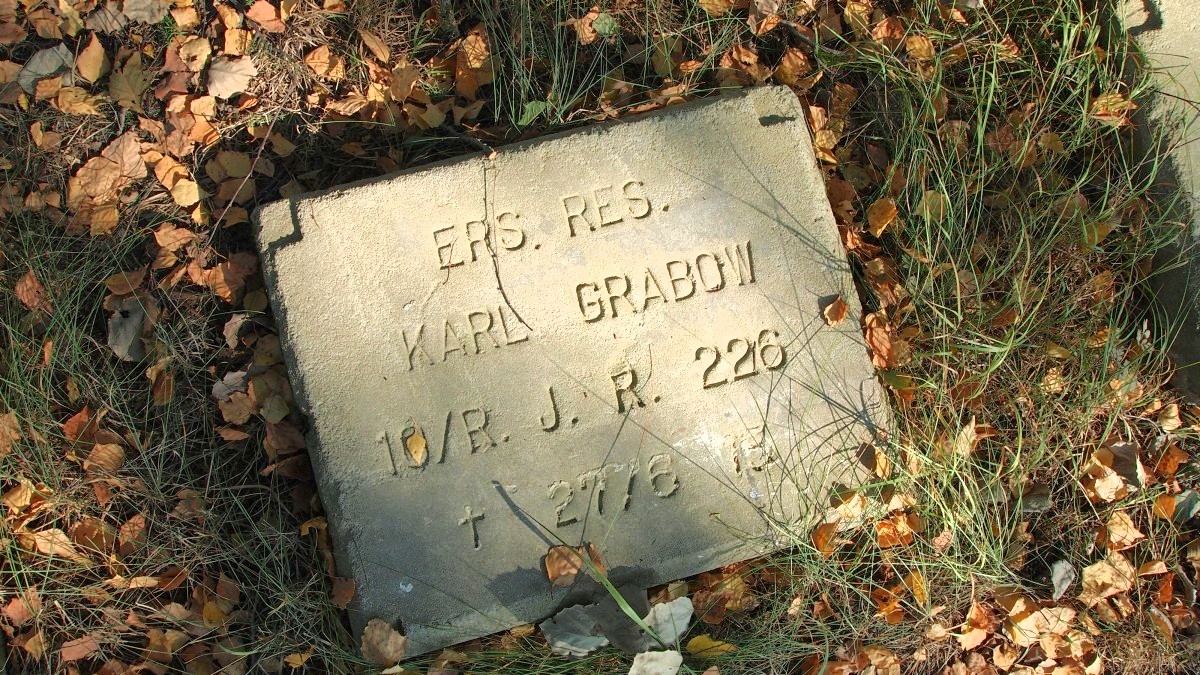 ERS. RES.
KARL GRABOW
10/R. J. R. 226
† 27/6 15